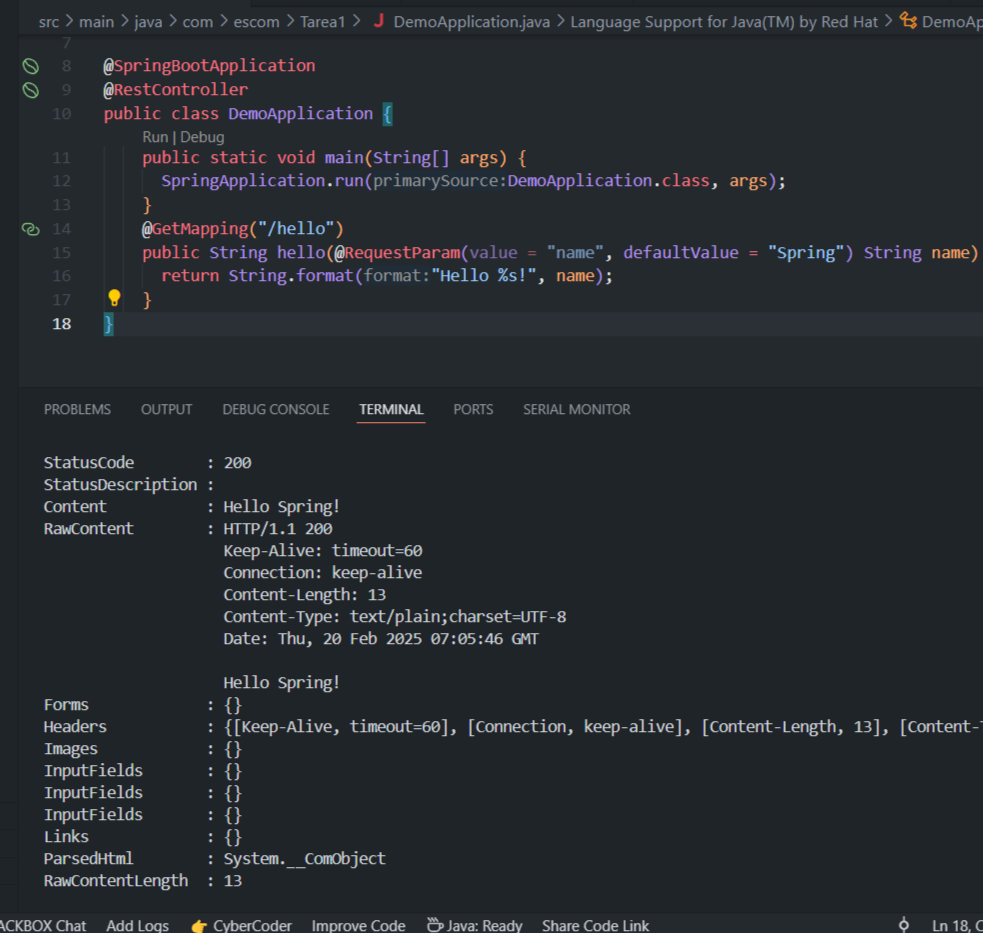 src > main > java > com > escom > Tarea1 > J DemoApplication.java > Language Support for Java(TM) by Red Hat > DemoAp
7
8 @SpringBootApplication
9 @RestController
10 public class DemoApplication {
Run | Debug
11 public static void main(String[] args) {
12 SpringApplication.run(primarySource:DemoApplication.class, args);
13 }
14 @GetMapping("/hello")
15 public String hello(@RequestParam(value = "name", defaultValue = "Spring") String name)
16 return String.format(format:"Hello %s!", name);
17 }
18 }
PROBLEMS OUTPUT DEBUG CONSOLE TERMINAL PORTS SERIAL MONITOR
StatusCode : 200
StatusDescription :
Content : Hello Spring!
RawContent : HTTP/1.1 200
Keep-Alive: timeout=60
Connection: keep-alive
Content-Length: 13
Content-Type: text/plain;charset=UTF-8
Date: Thu, 20 Feb 2025 07:05:46 GMT
Hello Spring!
Forms : {}
Headers : {[Keep-Alive, timeout=60], [Connection, keep-alive], [Content-Length, 13], [Content-T
Images : {}
InputFields : {}
InputFields : {}
InputFields : {}
Links : {}
ParsedHtml : System.__ComObject
RawContentLength : 13
ACKBOX Chat Add Logs 👉 CyberCoder Improve Code Java: Ready Share Code Link Ln 18, C